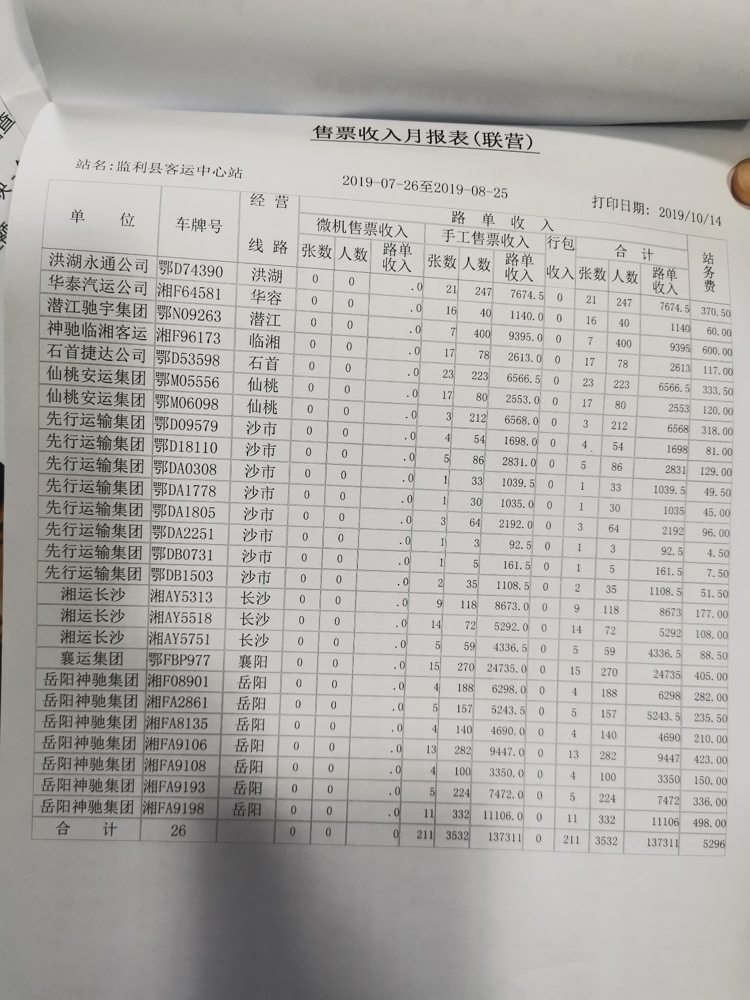 售票收入月报表(联营)
站名:监利县客运中心站 2019-07-26至2019-08-25 打印日期: 2019/10/14
单 位 车牌号 经营线路 路单收入 站务费
微机售票收入 手工售票收入 行包收入 合计
张数 人数 路单收入 张数 人数 路单收入 张数 人数 路单收入
洪湖永通公司 鄂D74390 洪湖 0 0 .0 21 247 7674.5 0 21 247 7674.5 370.50
华泰汽运公司 湘F64581 华容 0 0 .0 16 40 1140.0 0 16 40 1140 60.00
潜江驰宇集团 鄂N09263 潜江 0 0 .0 7 400 9395.0 0 7 400 9395 600.00
神驰临湘客运 湘F96173 临湘 0 0 .0 17 78 2613.0 0 17 78 2613 117.00
石首捷达公司 鄂D53598 石首 0 0 .0 23 223 6566.5 0 23 223 6566.5 333.50
仙桃安运集团 鄂M05556 仙桃 0 0 .0 17 80 2553.0 0 17 80 2553 120.00
仙桃安运集团 鄂M06098 仙桃 0 0 .0 3 212 6568.0 0 3 212 6568 318.00
先行运输集团 鄂D09579 沙市 0 0 .0 4 54 1698.0 0 4 54 1698 81.00
先行运输集团 鄂D18110 沙市 0 0 .0 5 86 2831.0 0 5 86 2831 129.00
先行运输集团 鄂DA0308 沙市 0 0 .0 1 33 1039.5 0 1 33 1039.5 49.50
先行运输集团 鄂DA1778 沙市 0 0 .0 1 30 1035.0 0 1 30 1035 45.00
先行运输集团 鄂DA1805 沙市 0 0 .0 3 64 2192.0 0 3 64 2192 96.00
先行运输集团 鄂DA2251 沙市 0 0 .0 1 3 92.5 0 1 3 92.5 4.50
先行运输集团 鄂DB0731 沙市 0 0 .0 1 5 161.5 0 1 5 161.5 7.50
先行运输集团 鄂DB1503 沙市 0 0 .0 2 35 1108.5 0 2 35 1108.5 51.50
湘运长沙 湘AY5313 长沙 0 0 .0 9 118 8673.0 0 9 118 8673 177.00
湘运长沙 湘AY5518 长沙 0 0 .0 14 72 5292.0 0 14 72 5292 108.00
湘运长沙 湘AY5751 长沙 0 0 .0 5 59 4336.5 0 5 59 4336.5 88.50
襄运集团 鄂FBP977 襄阳 0 0 .0 15 270 24735.0 0 15 270 24735 405.00
岳阳神驰集团 湘F08901 岳阳 0 0 .0 4 188 6298.0 0 4 188 6298 282.00
岳阳神驰集团 湘FA2861 岳阳 0 0 .0 5 157 5243.5 0 5 157 5243.5 235.50
岳阳神驰集团 湘FA8135 岳阳 0 0 .0 4 140 4690.0 0 4 140 4690 210.00
岳阳神驰集团 湘FA9106 岳阳 0 0 .0 13 282 9447.0 0 13 282 9447 423.00
岳阳神驰集团 湘FA9108 岳阳 0 0 .0 4 100 3350.0 0 4 100 3350 150.00
岳阳神驰集团 湘FA9193 岳阳 0 0 .0 5 224 7472.0 0 5 224 7472 336.00
岳阳神驰集团 湘FA9198 岳阳 0 0 .0 11 332 11106.0 0 11 332 11106 498.00
合 计 26 0 0 0 211 3532 137311 0 211 3532 137311 5296